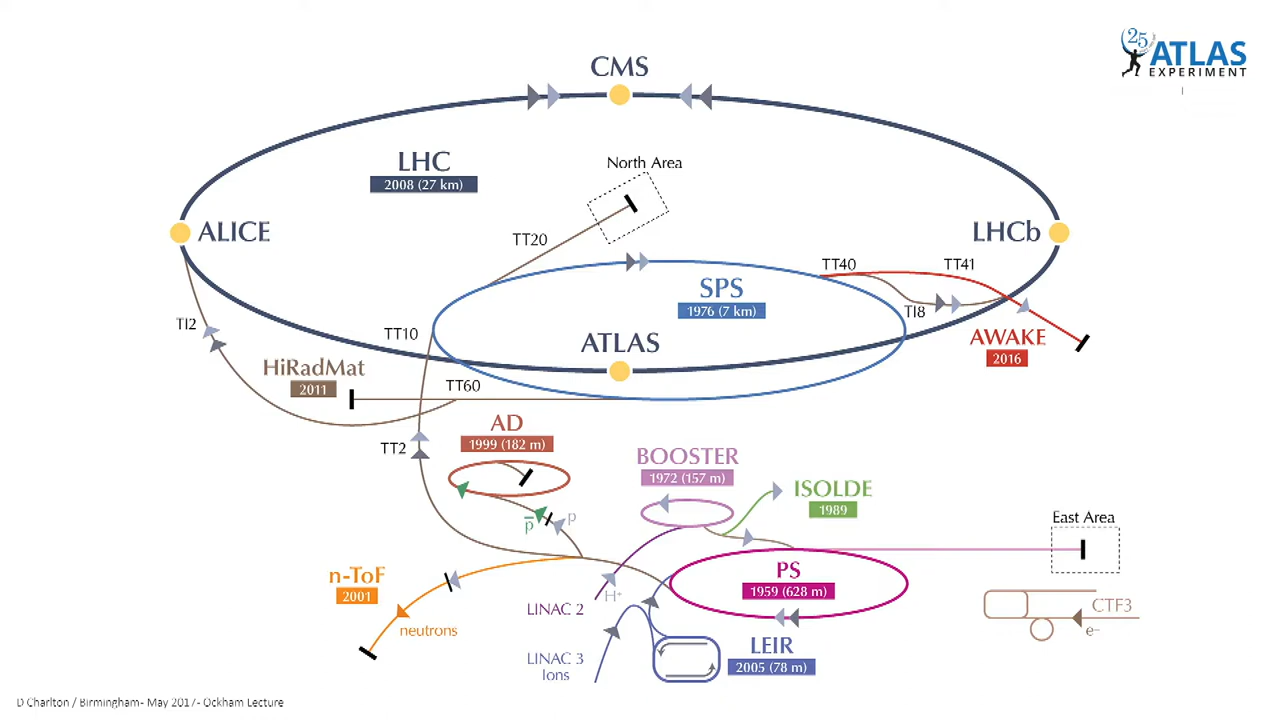 25
ATLAS
EXPERIMENT
CMS
North Area
LHC
2008 (27 km)
ALICE
LHCb
TT20
TT40
TT41
SPS
1976 (7 km)
TI8
TI2
TT10
ATLAS
AWAKE
2016
HiRadMat
2011
TT60
AD
1999 (182 m)
TT2
BOOSTER
1972 (157 m)
ISOLDE
1989
p̅
p
East Area
n-ToF
2001
PS
1959 (628 m)
H⁺
LINAC 2
neutrons
CTF3
e–
LEIR
2005 (78 m)
LINAC 3
Ions
D Charlton / Birmingham - May 2017 - Ockham Lecture